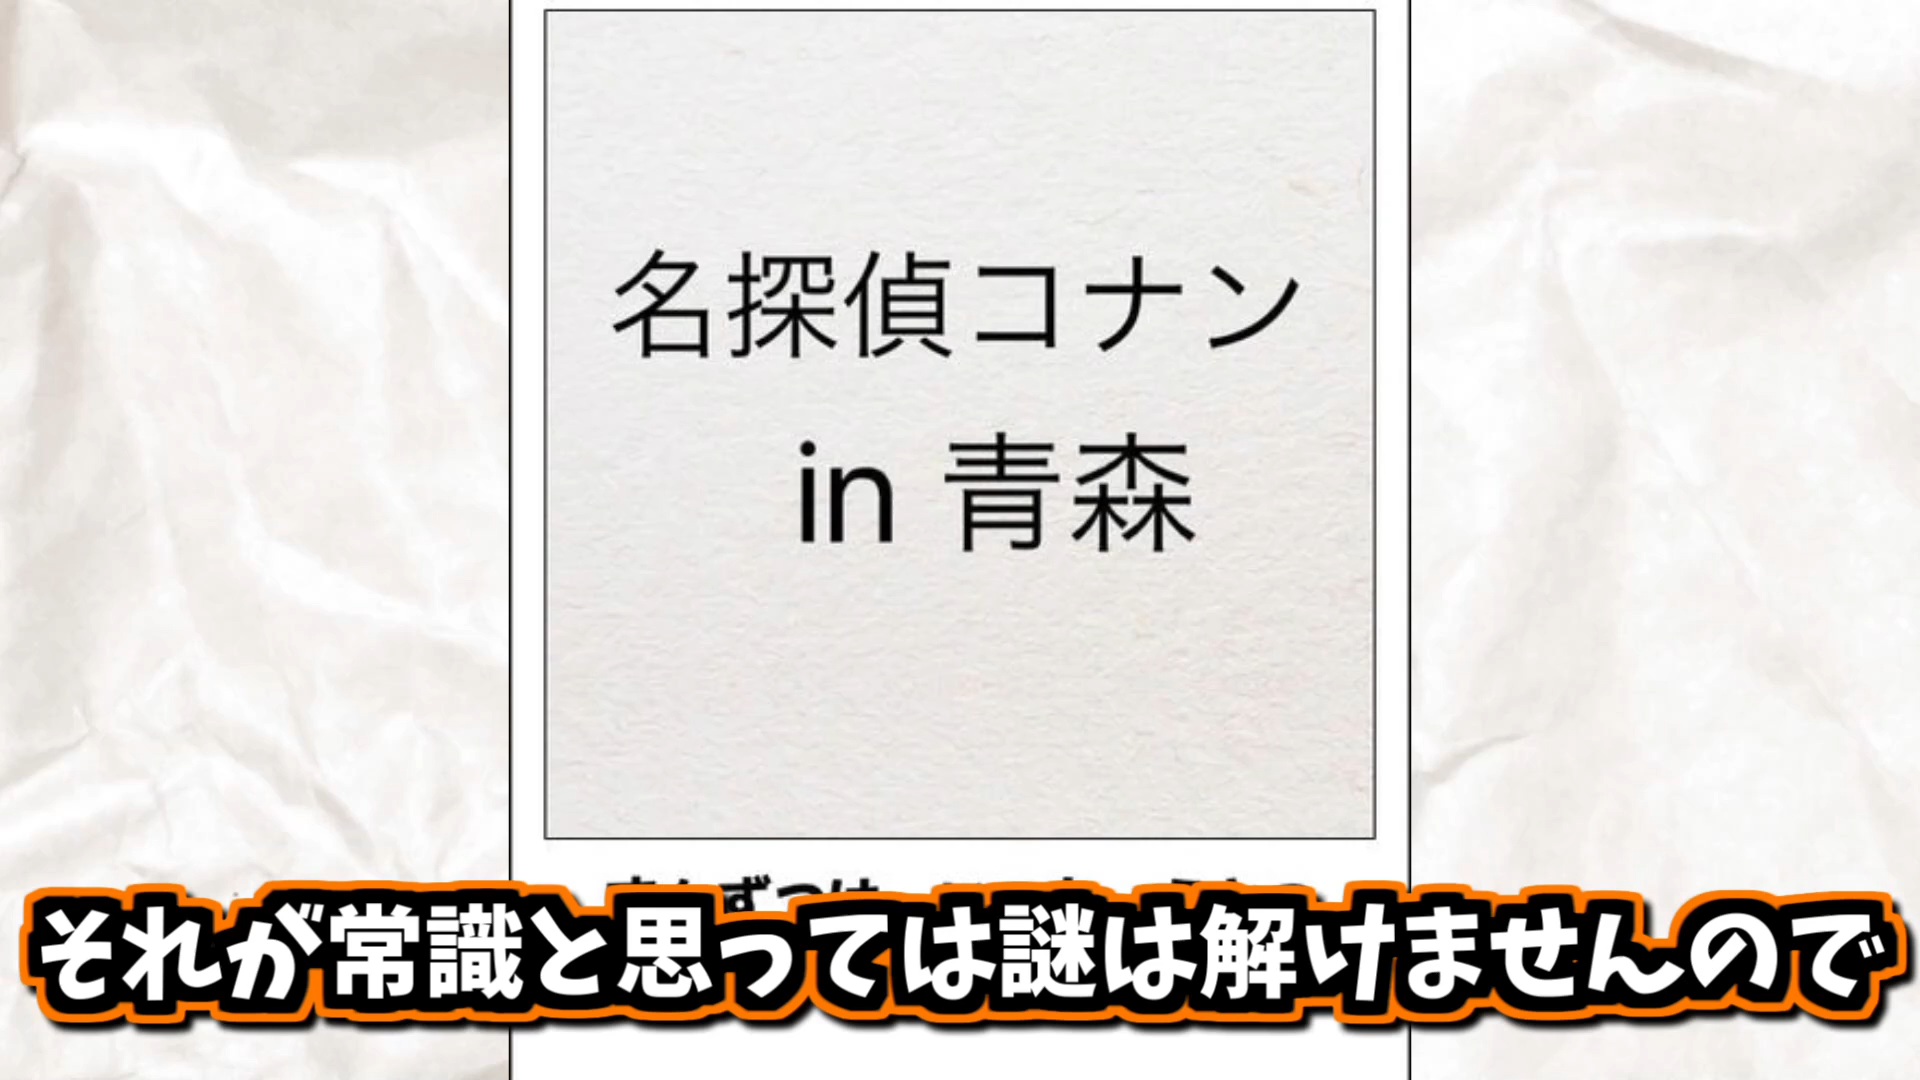 名探偵コナン
in 青森
それが常識と思っては謎は解けませんので